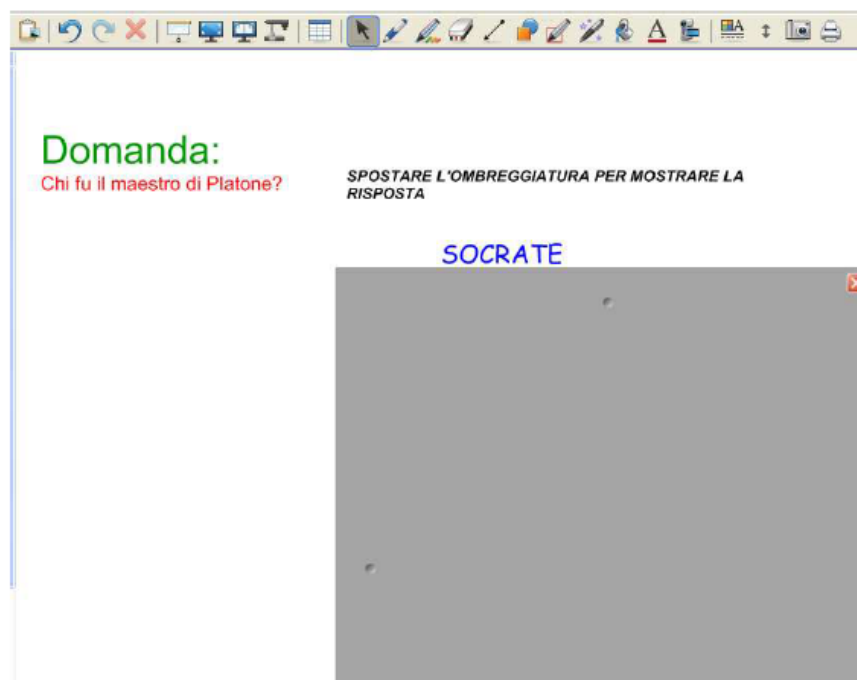 Domanda:
Chi fu il maestro di Platone?
SPOSTARE L'OMBREGGIATURA PER MOSTRARE LA
RISPOSTA
SOCRATE